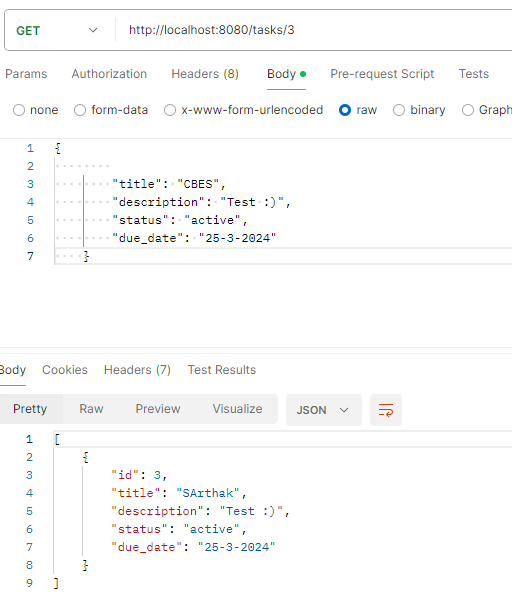 GET http://localhost:8080/tasks/3
Params Authorization Headers (8) Body Pre-request Script Tests
none form-data x-www-form-urlencoded raw binary Graph
1 {
2
3 "title": "CBES",
4 "description": "Test :)",
5 "status": "active",
6 "due_date": "25-3-2024"
7 }
Body Cookies Headers (7) Test Results
Pretty Raw Preview Visualize JSON
1 [
2 {
3 "id": 3,
4 "title": "SArthak",
5 "description": "Test :)",
6 "status": "active",
7 "due_date": "25-3-2024"
8 }
9 ]